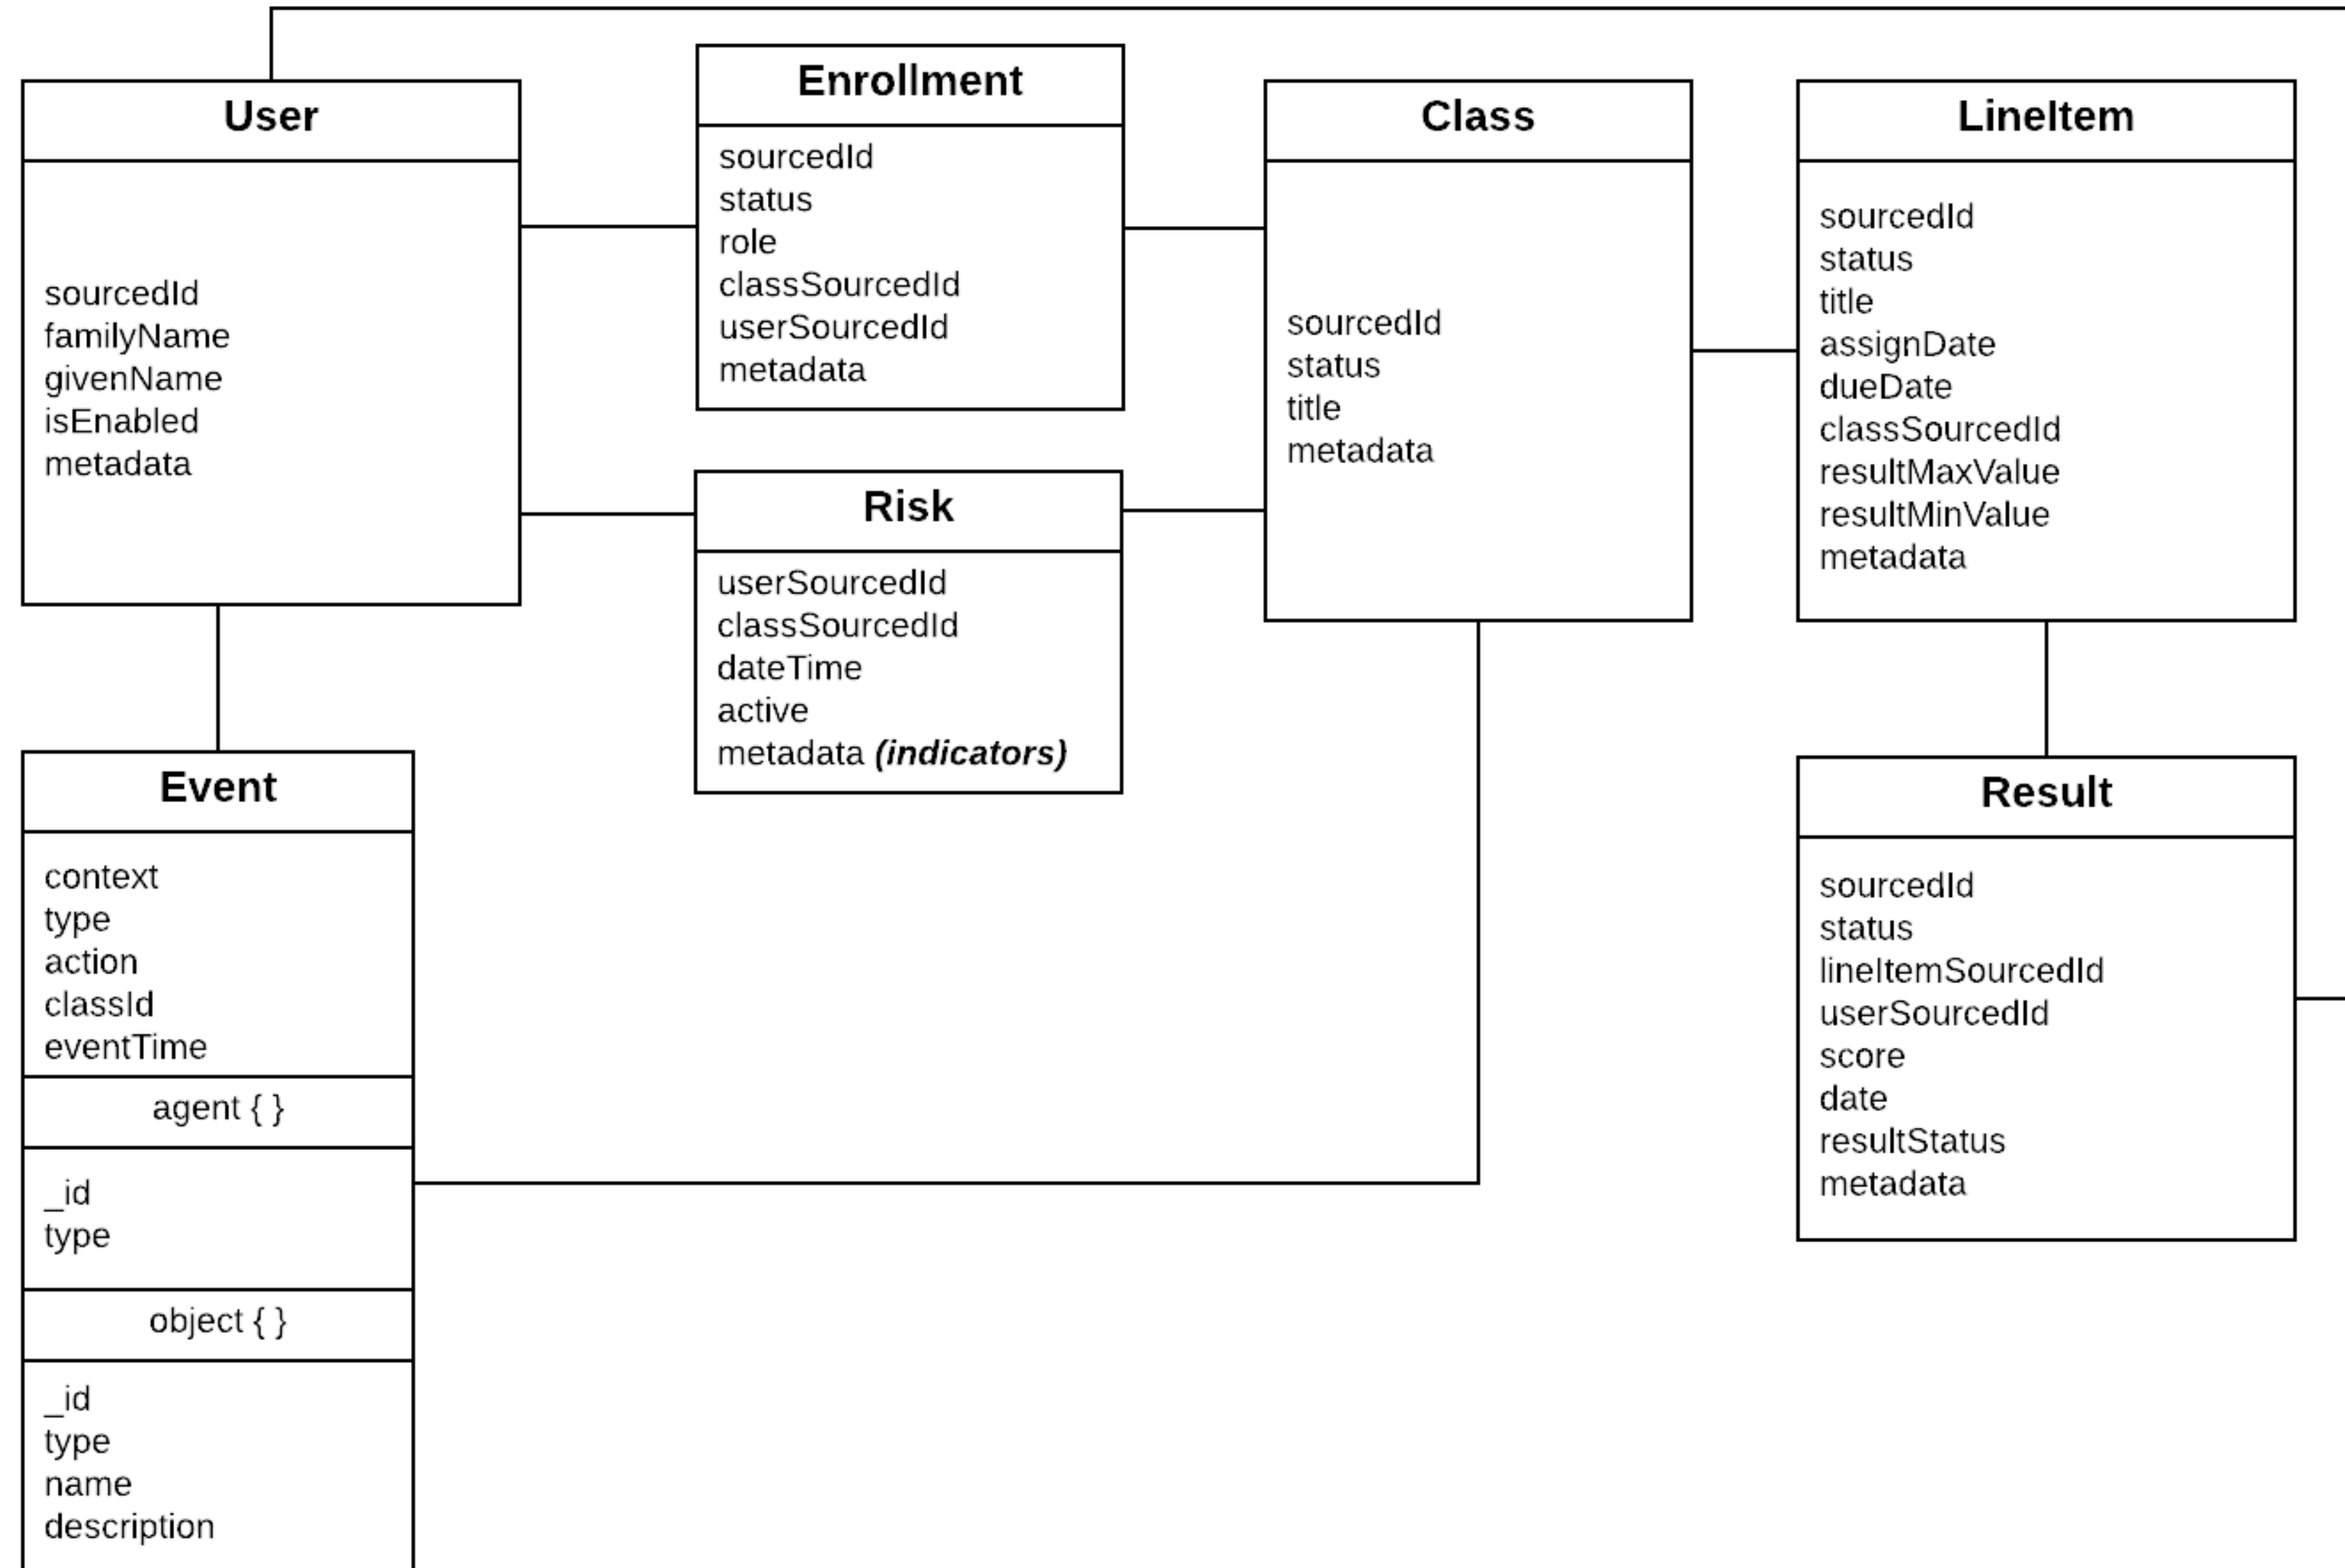 User
sourcedId
familyName
givenName
isEnabled
metadata
Enrollment
sourcedId
status
role
classSourcedId
userSourcedId
metadata
Risk
userSourcedId
classSourcedId
dateTime
active
metadata (indicators)
Class
sourcedId
status
title
metadata
LineItem
sourcedId
status
title
assignDate
dueDate
classSourcedId
resultMaxValue
resultMinValue
metadata
Event
context
type
action
classId
eventTime
agent { }
_id
type
object { }
_id
type
name
description
Result
sourcedId
status
lineItemSourcedId
userSourcedId
score
date
resultStatus
metadata